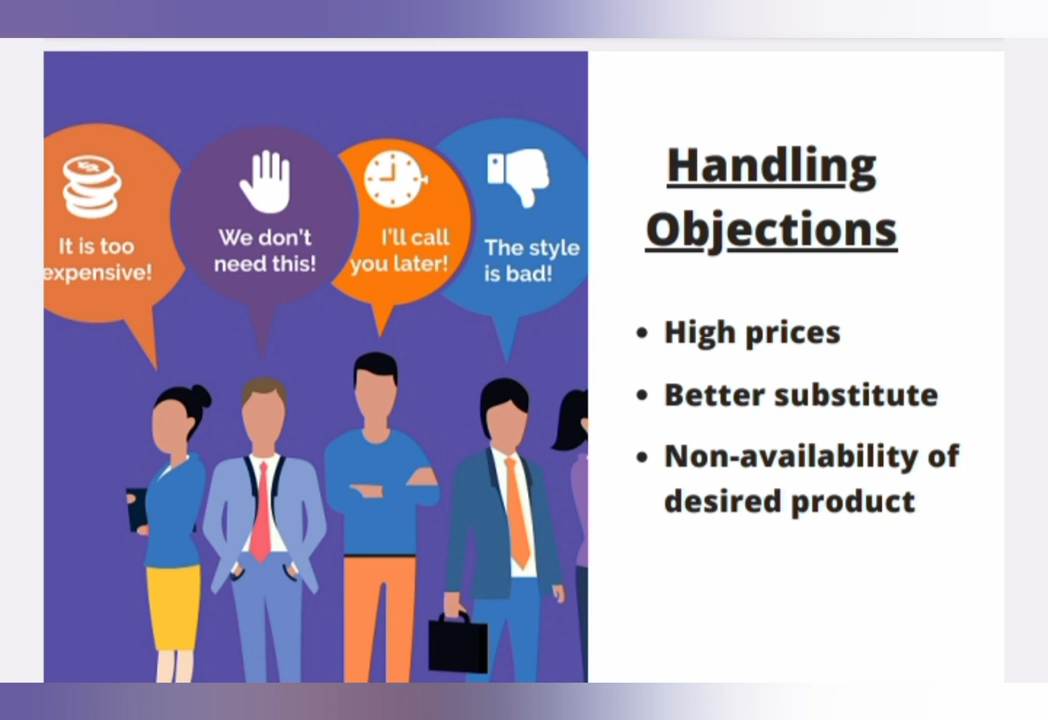 It is too
expensive!
We don't
need this!
I'll call
you later!
The style
is bad!
Handling
Objections
• High prices
• Better substitute
• Non-availability of
desired product